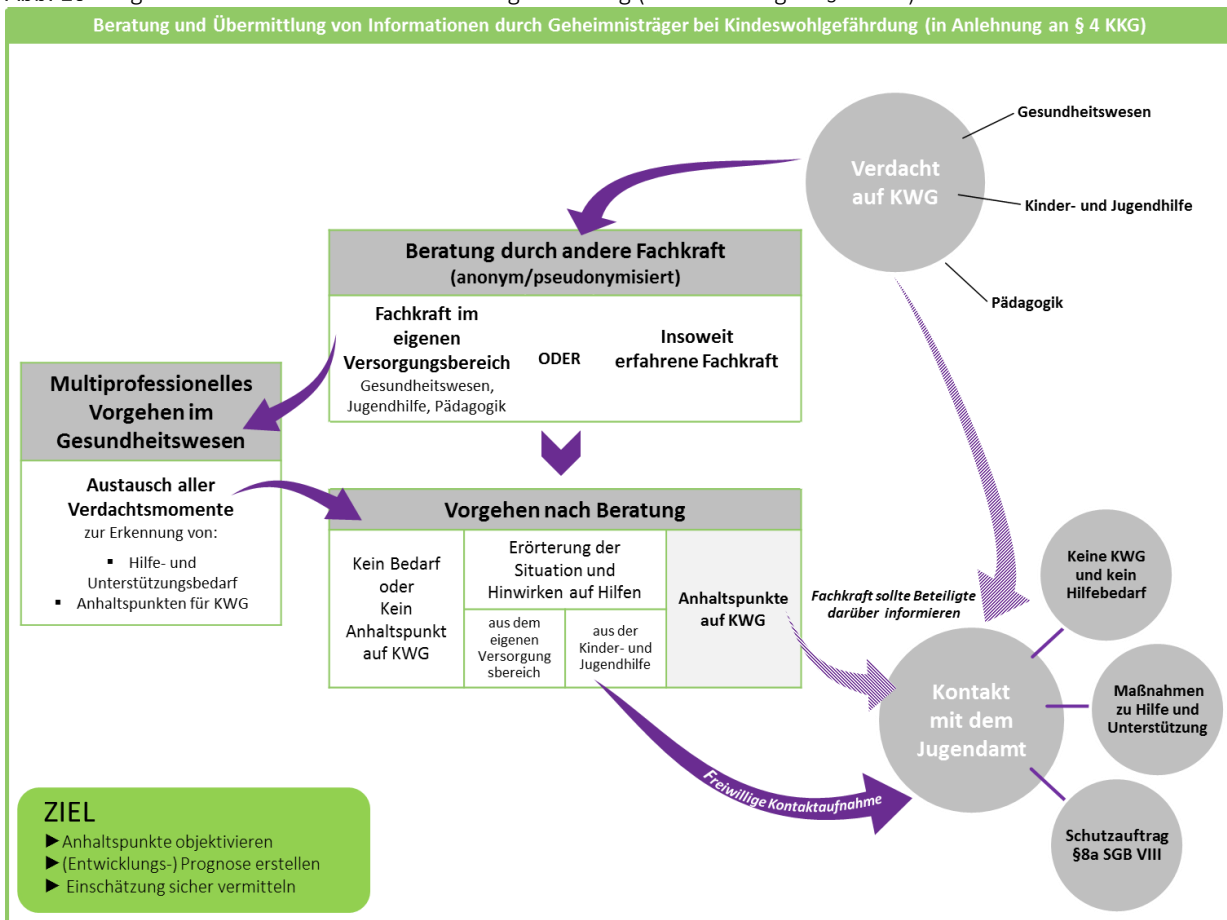 Beratung und Übermittlung von Informationen durch Geheimnisträger bei Kindeswohlgefährdung (in Anlehnung an § 4 KKG)
Gesundheitswesen
Verdacht
auf KWG
Kinder- und Jugendhilfe
Pädagogik
Beratung durch andere Fachkraft
(anonym/pseudonymisiert)
Fachkraft im
eigenen
Versorgungsbereich
Gesundheitswesen,
Jugendhilfe, Pädagogik
ODER
Insoweit
erfahrene Fachkraft
Multiprofessionelles
Vorgehen im
Gesundheitswesen
Austausch aller
Verdachtsmomente
zur Erkennung von:
▪ Hilfe- und
Unterstützungsbedarf
▪ Anhaltspunkten für KWG
Vorgehen nach Beratung
Kein Bedarf
oder
Kein
Anhaltspunkt
auf KWG
Erörterung der
Situation und
Hinwirken auf Hilfen
aus dem
eigenen
Versorgung
sbereich
aus der
Kinder- und
Jugendhilfe
Anhaltspunkte
auf KWG
Fachkraft sollte Beteiligte
darüber informieren
Freiwillige Kontaktaufnahme
Kontakt
mit dem
Jugendamt
Keine KWG
und kein
Hilfebedarf
Maßnahmen
zu Hilfe und
Unterstützung
Schutzauftrag
§8a SGB VIII
ZIEL
►Anhaltspunkte objektivieren
►(Entwicklungs-) Prognose erstellen
► Einschätzung sicher vermitteln